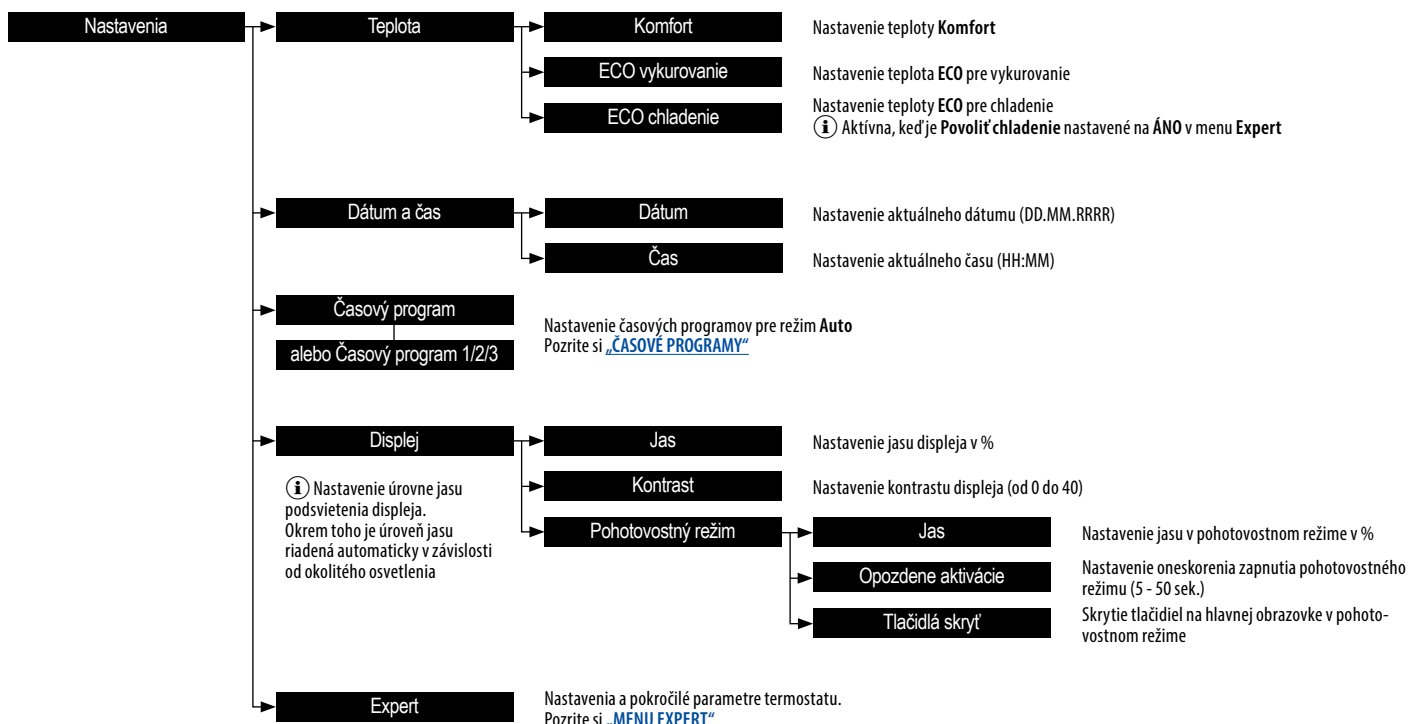 Nastavenia
Teplota
Komfort
Nastavenie teploty Komfort
ECO vykurovanie
Nastavenie teplota ECO pre vykurovanie
ECO chladenie
Nastavenie teploty ECO pre chladenie
i Aktívna, keď je Povoliť chladenie nastavené na ÁNO v menu Expert
Dátum a čas
Dátum
Nastavenie aktuálneho dátumu (DD.MM.RRRR)
Čas
Nastavenie aktuálneho času (HH:MM)
Časový program
alebo Časový program 1/2/3
Nastavenie časových programov pre režim Auto
Pozrite si „ČASOVÉ PROGRAMY“
Displej
i Nastavenie úrovne jasu
podsvietenia displeja.
Okrem toho je úroveň jasu
riadená automaticky v závislosti
od okolitého osvetlenia
Jas
Nastavenie jasu displeja v %
Kontrast
Nastavenie kontrastu displeja (od 0 do 40)
Pohotovostný režim
Jas
Nastavenie jasu v pohotovostnom režime v %
Opozdene aktivácie
Nastavenie oneskorenia zapnutia pohotovostného
režimu (5 - 50 sek.)
Tlačidlá skryť
Skrytie tlačidiel na hlavnej obrazovke v pohoto-
vostnom režime
Expert
Nastavenia a pokročilé parametre termostatu.
Pozrite si „MENU EXPERT“